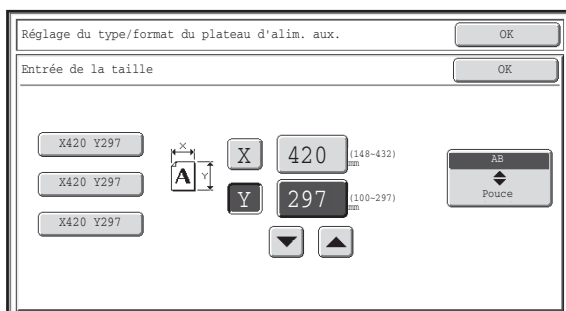 Réglage du type/format du plateau d'alim. aux. OK
Entrée de la taille OK
X420 Y297
X420 Y297
X420 Y297
X
A Y
X 420 (148~432) mm
Y 297 (100~297) mm
AB
Pouce